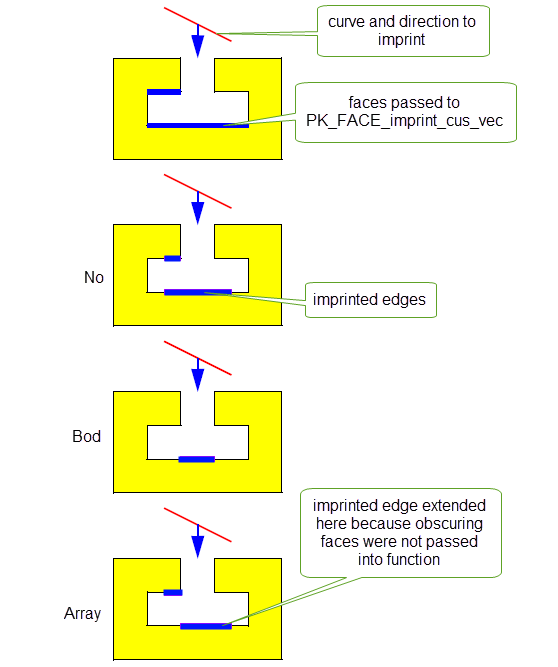 curve and direction to
imprint
faces passed to
PK_FACE_imprint_cus_vec
No
imprinted edges
Bod
imprinted edge extended
here because obscuring
faces were not passed
into function
Array